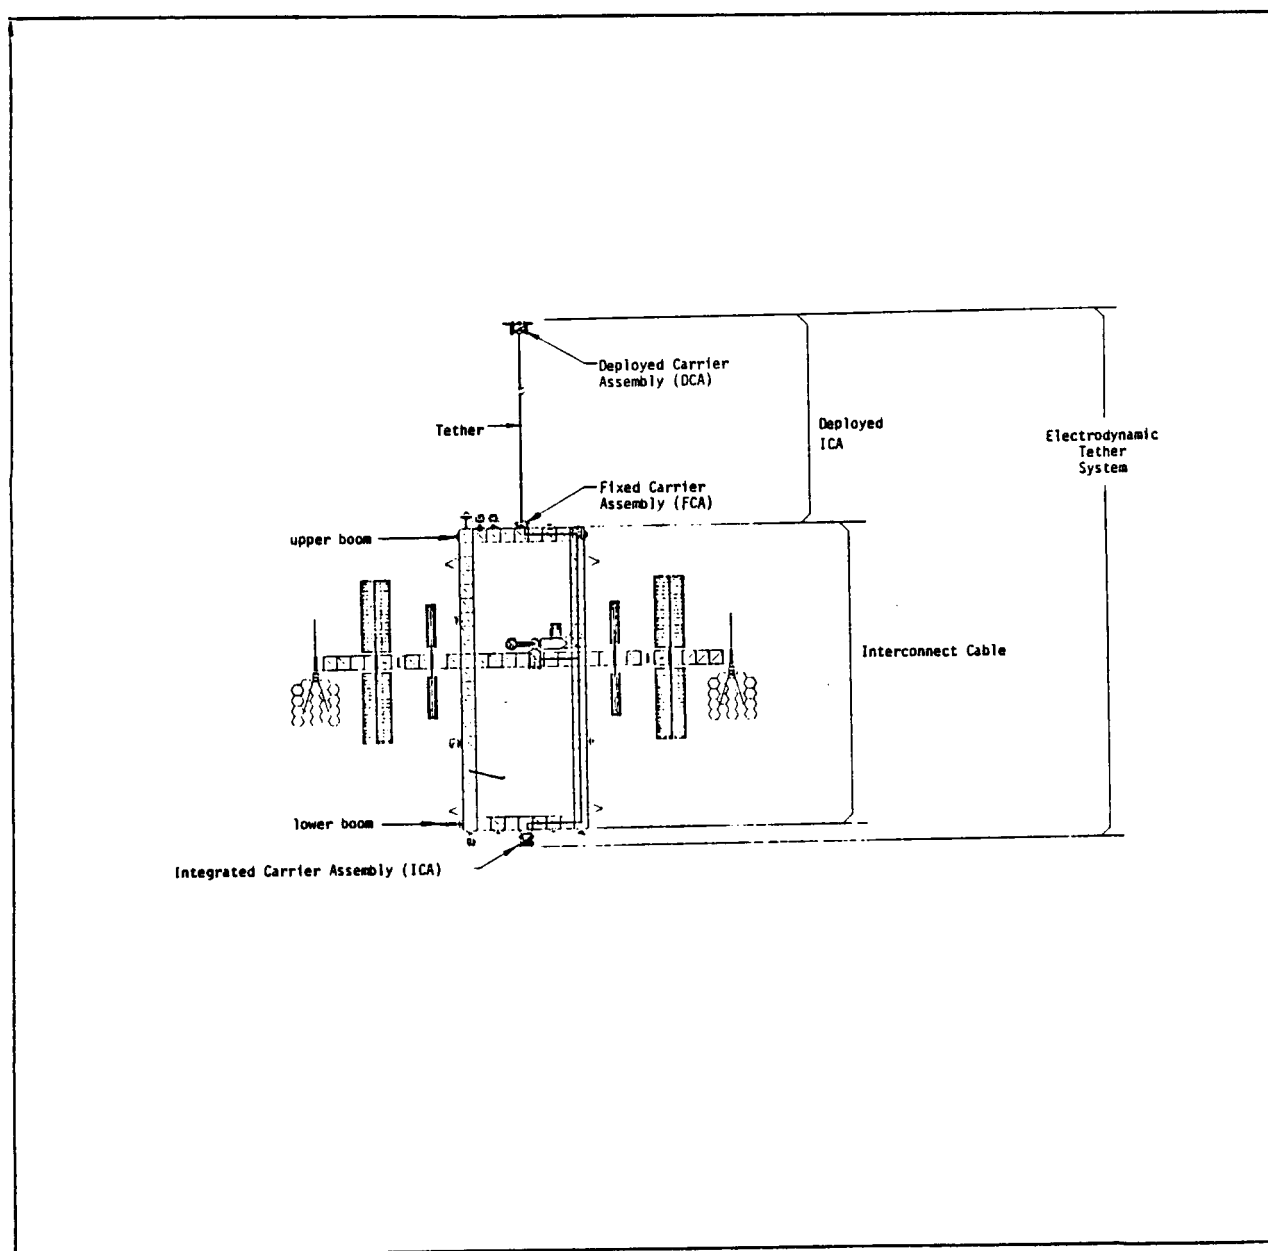 Deployed Carrier
Assembly (DCA)
Tether
Deployed
ICA
Electrodynamic
Tether
System
Fixed Carrier
Assembly (FCA)
upper boom
Interconnect Cable
lower boom
Integrated Carrier Assembly (ICA)